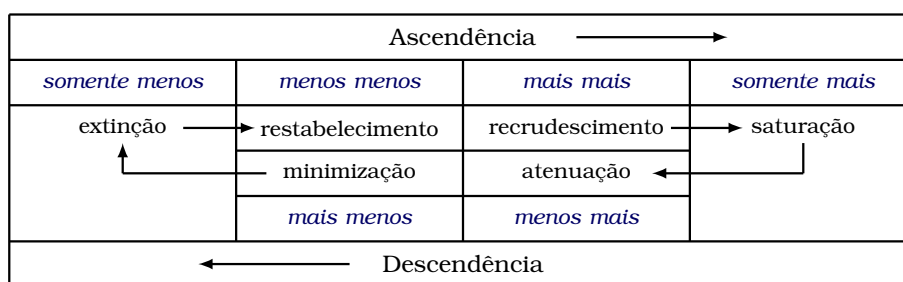 Ascendência
somente menos menos menos mais mais somente mais
extinção restabelecimento recrudescimento saturação
minimização atenuação
mais menos menos mais
Descendência